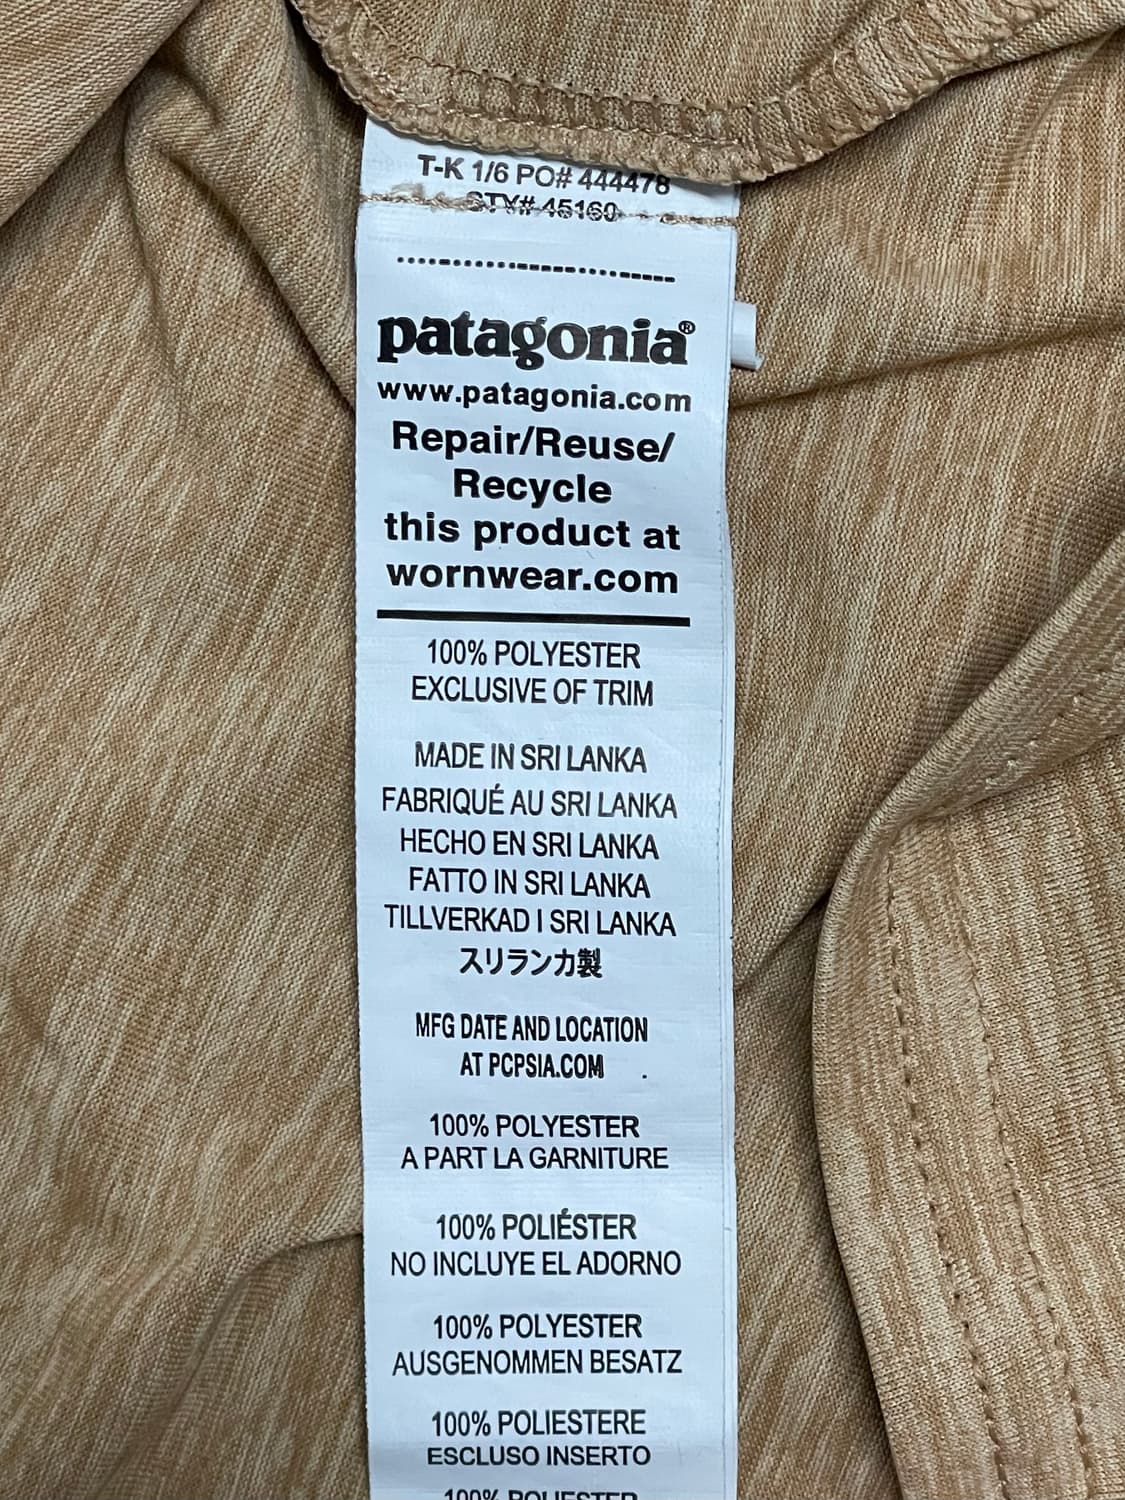 T-K 1/6 PO# 444478
STY# 45160
patagonia®
www.patagonia.com
Repair/Reuse/
Recycle
this product at
wornwear.com
100% POLYESTER
EXCLUSIVE OF TRIM
MADE IN SRI LANKA
FABRIQUÉ AU SRI LANKA
HECHO EN SRI LANKA
FATTO IN SRI LANKA
TILLVERKAD I SRI LANKA
スリランカ製
MFG DATE AND LOCATION
AT PCPSIA.COM
100% POLYESTER
A PART LA GARNITURE
100% POLIÉSTER
NO INCLUYE EL ADORNO
100% POLYESTER
AUSGENOMMEN BESATZ
100% POLIESTERE
ESCLUSO INSERTO
100%